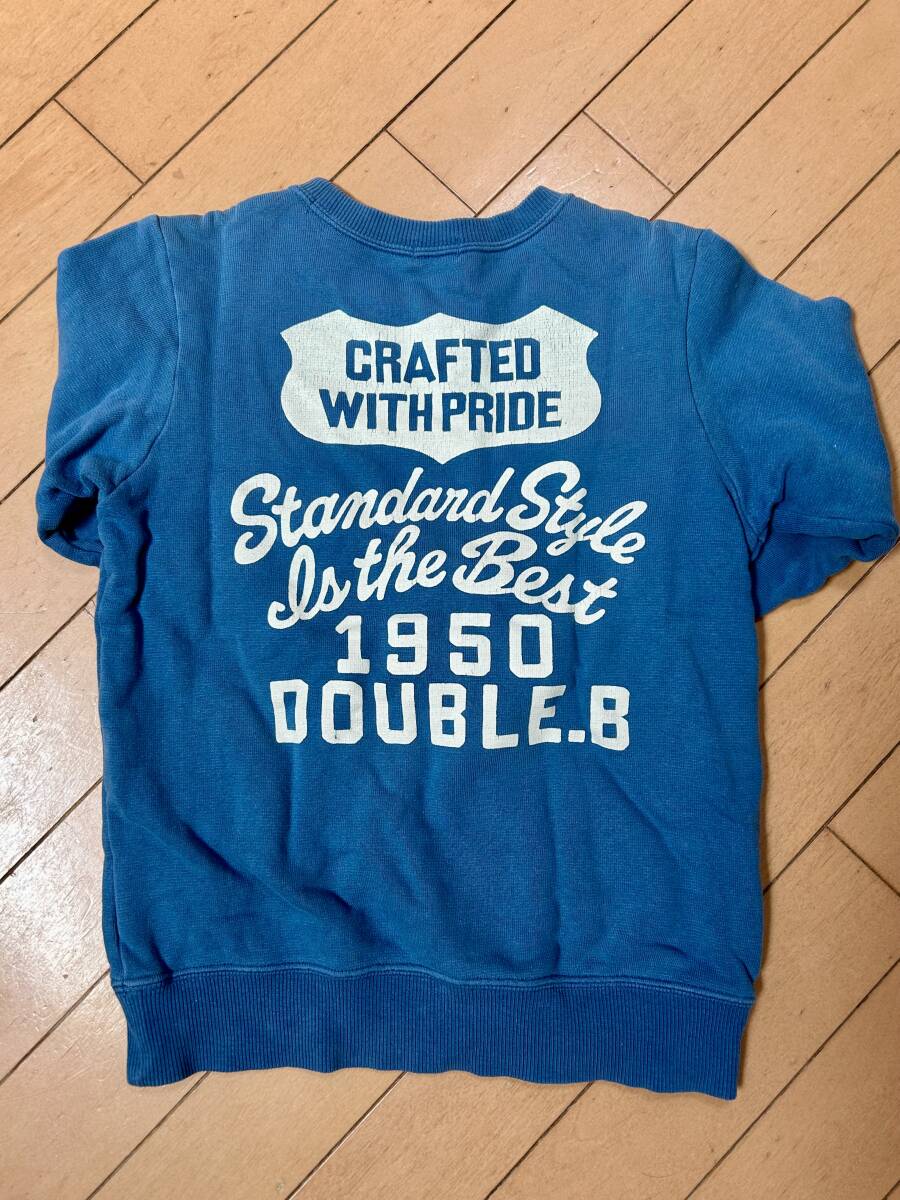 CRAFTED
WITH PRIDE
Standard Style
Is the Best
1950
DOUBLE.B